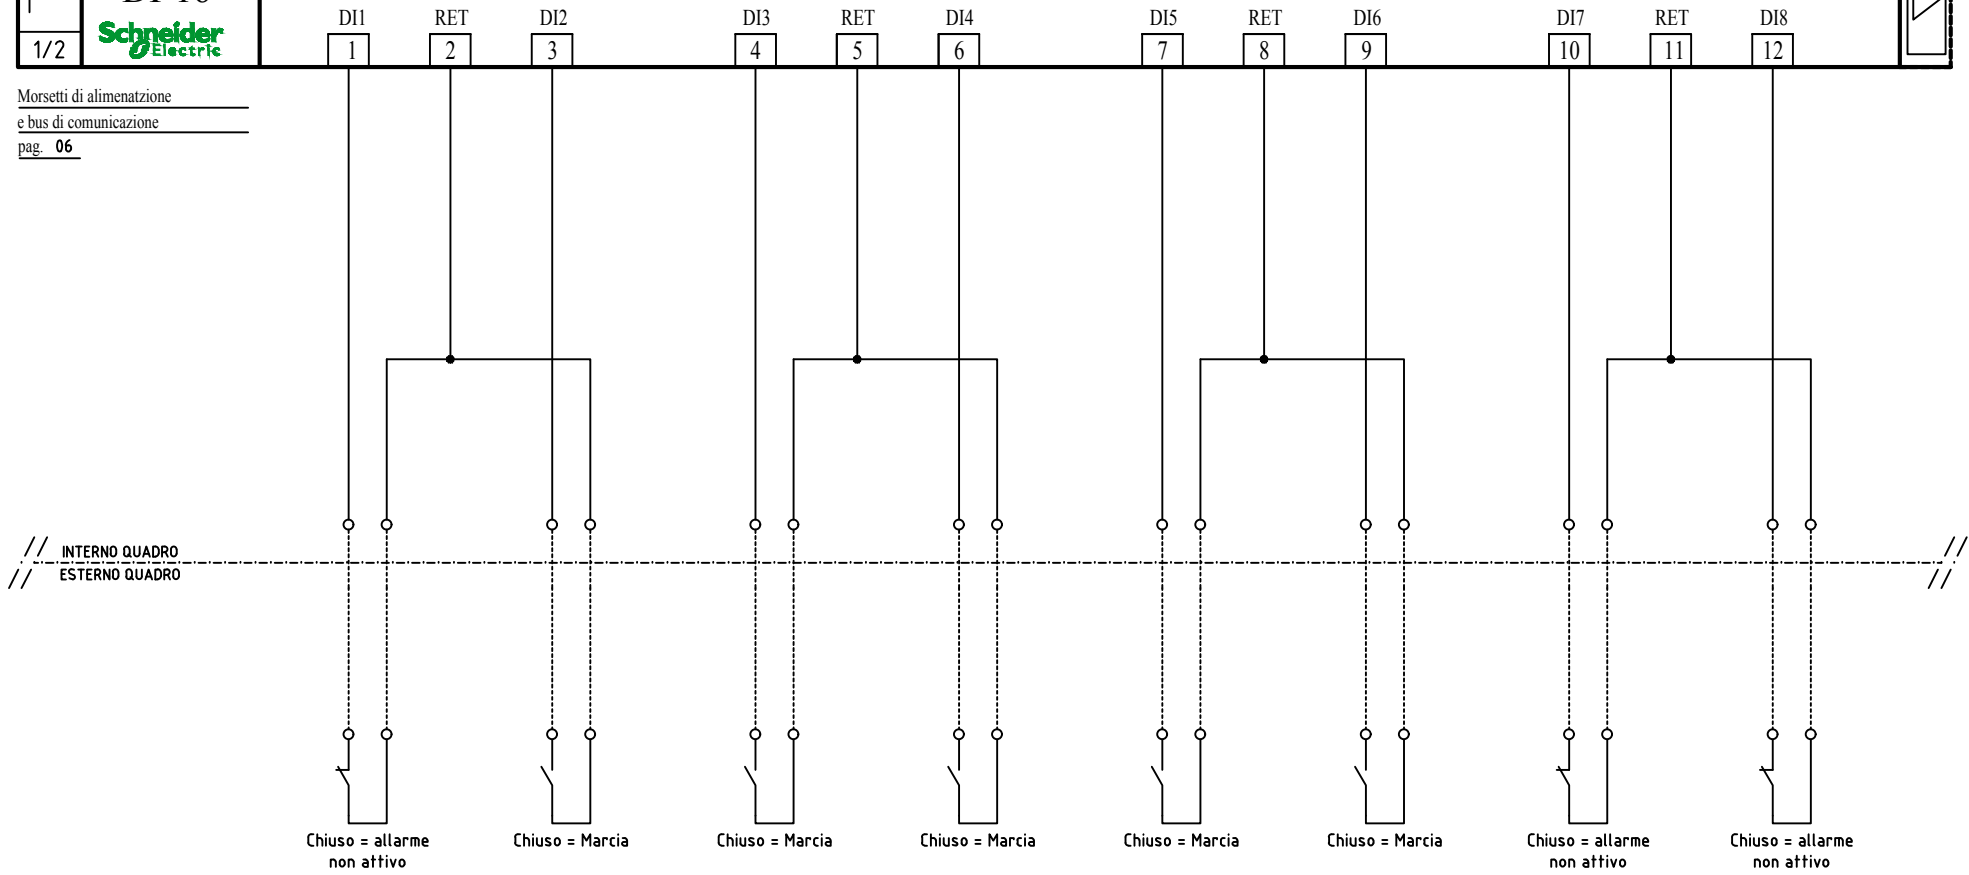 DI1 RET DI2 DI3 RET DI4 DI5 RET DI6 DI7 RET DI8
Schneider
Electric
1/2
1 2 3 4 5 6 7 8 9 10 11 12
Morsetti di alimenatzione
e bus di comunicazione
pag. 06
INTERNO QUADRO
ESTERNO QUADRO
Chiuso = allarme
non attivo
Chiuso = Marcia
Chiuso = Marcia
Chiuso = Marcia
Chiuso = Marcia
Chiuso = Marcia
Chiuso = allarme
non attivo
Chiuso = allarme
non attivo